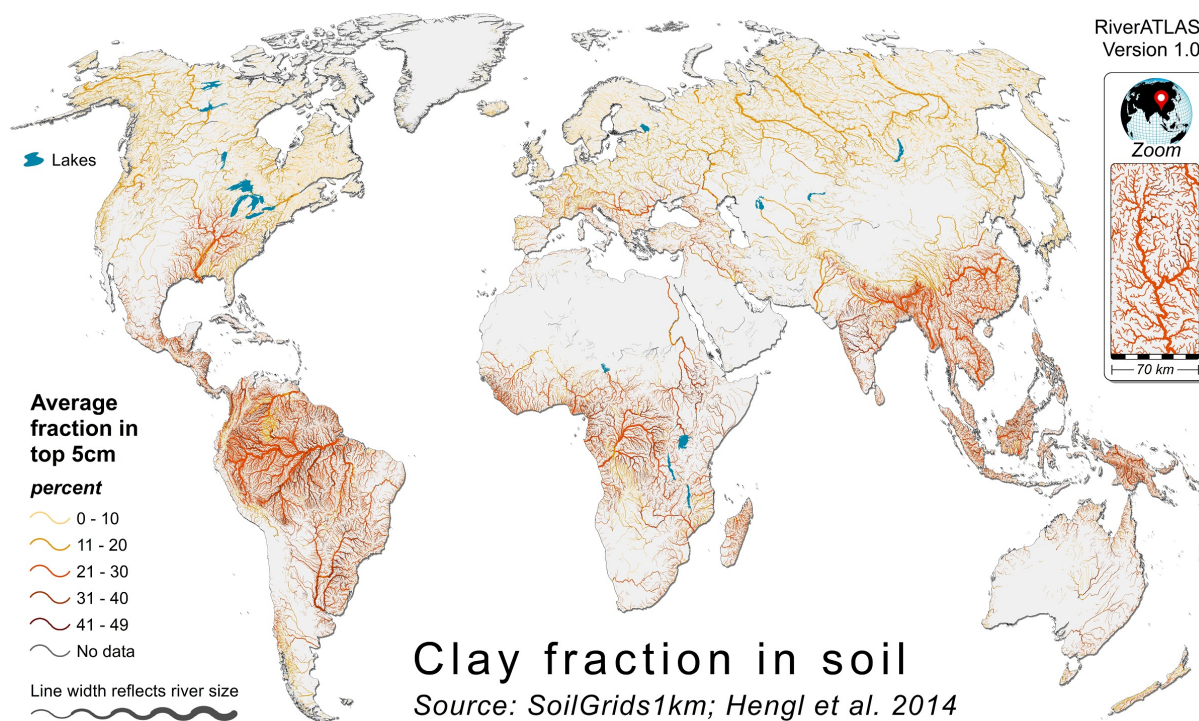 RiverATLAS
Version 1.0
Zoom
70 km
Lakes
Average
fraction in
top 5cm
percent
0 - 10
11 - 20
21 - 30
31 - 40
41 - 49
No data
Line width reflects river size
Clay fraction in soil
Source: SoilGrids1km; Hengl et al. 2014